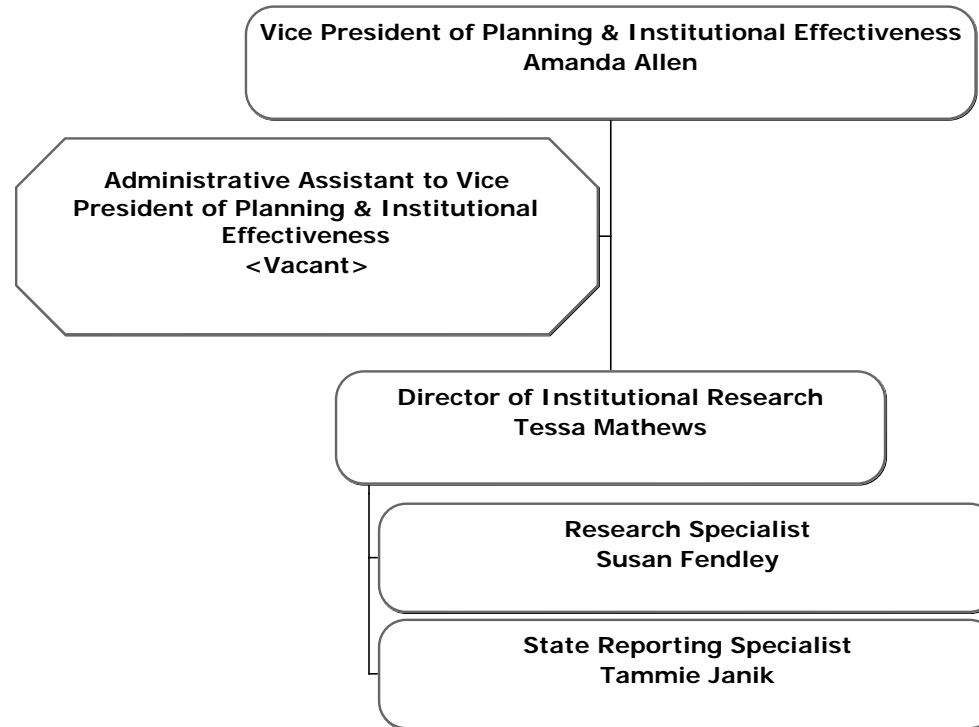 Vice President of Planning & Institutional Effectiveness
Amanda Allen
Administrative Assistant to Vice
President of Planning & Institutional
Effectiveness
<Vacant>
Director of Institutional Research
Tessa Mathews
Research Specialist
Susan Fendley
State Reporting Specialist
Tammie Janik